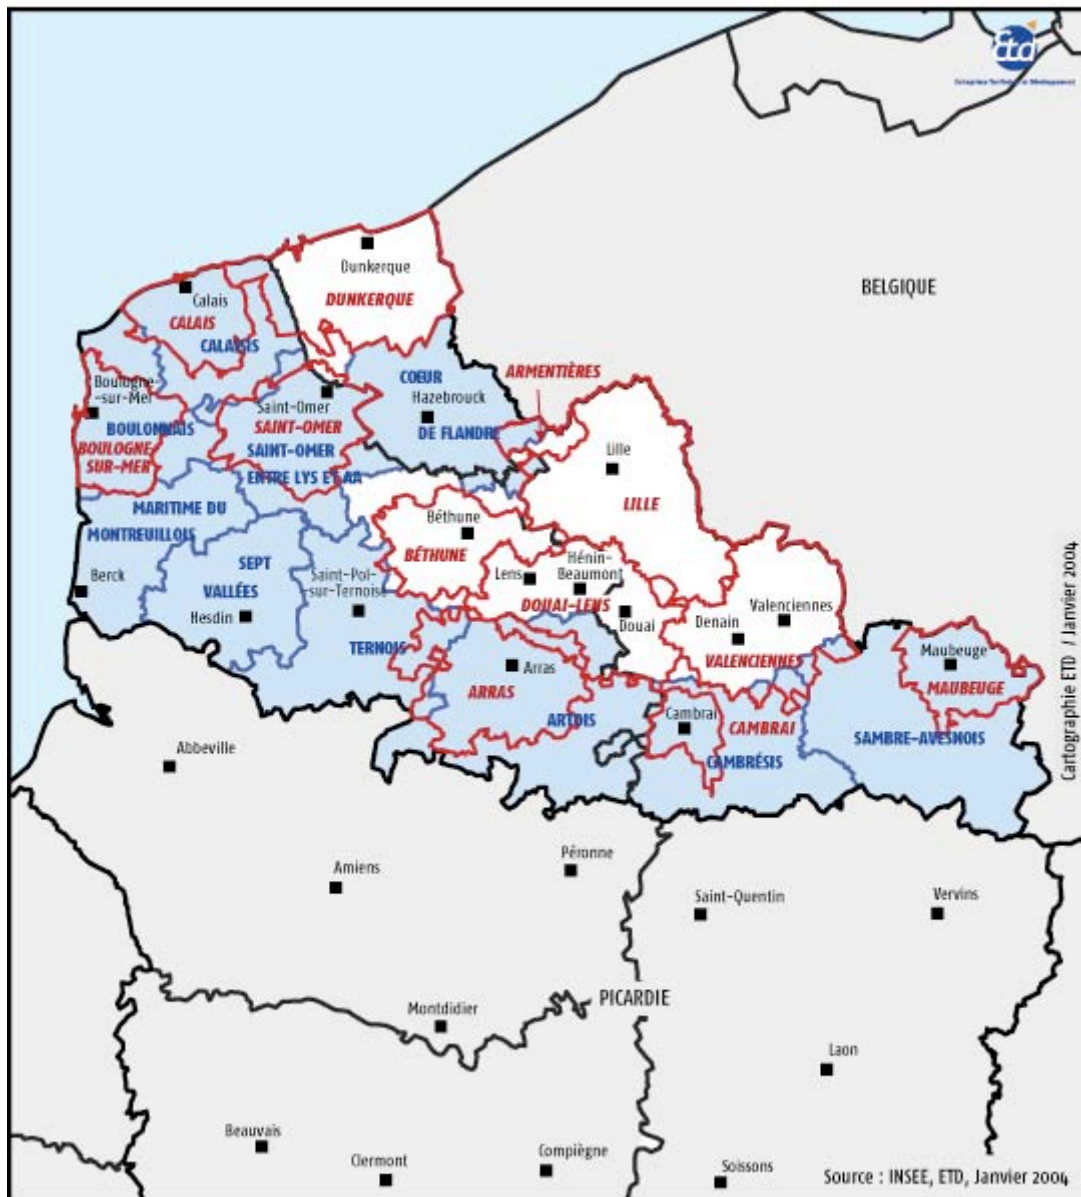 Etd
Dunkerque
DUNKERQUE
BELGIQUE
Calais
CALAIS
CALAISIS
ARMENTIÈRES
COEUR
Boulogne-
-sur-Mer
Saint-Omer
Hazebrouck
SAINT-OMER
BOULONNAIS
DE FLANDRE
BOULOGNE
SUR-MER
SAINT-OMER
Lille
ENTRE LYS ET AA
MARITIME DU
LILLE
Béthune
MONTREUILLOIS
BÉTHUNE
Hénin-
Beaumont
SEPT
Lens
VALLÉES
Saint-Pol-
-sur-Ternoise
Berck
DOUAI-LENS
Valenciennes
Hesdin
Douai
Denain
TERNOIS
VALENCIENNES
Maubeuge
Arras
MAUBEUGE
ARRAS
Cambrai
ARTOIS
CAMBRAI
SAMBRE-AVESNOIS
Abbeville
CAMBRÉSIS
Cartographie ETD / Janvier 2004
Péronne
Amiens
Saint-Quentin
Vervins
PICARDIE
Montdidier
Laon
Beauvais
Clermont
Compiègne
Soissons
Source : INSEE, ETD, Janvier 2004